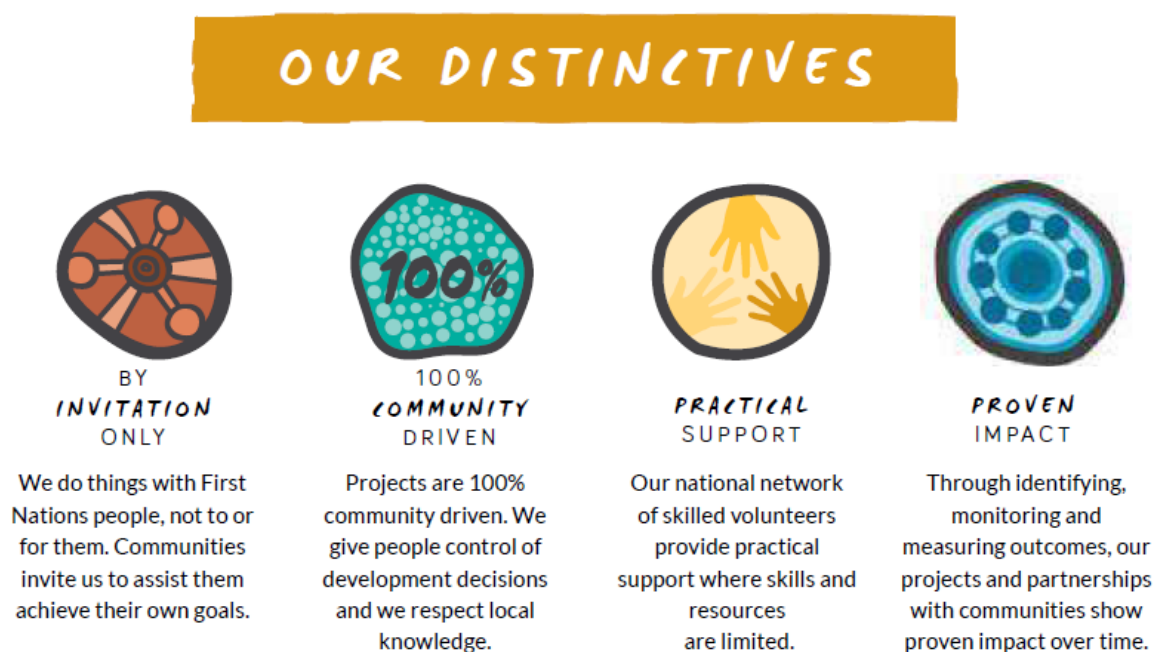 OUR DISTINCTIVES
100%
BY
INVITATION
ONLY
We do things with First
Nations people, not to or
for them. Communities
invite us to assist them
achieve their own goals.
100%
COMMUNITY
DRIVEN
Projects are 100%
community driven. We
give people control of
development decisions
and we respect local
knowledge.
PRACTICAL
SUPPORT
Our national network
of skilled volunteers
provide practical
support where skills and
resources
are limited.
PROVEN
IMPACT
Through identifying,
monitoring and
measuring outcomes, our
projects and partnerships
with communities show
proven impact over time.